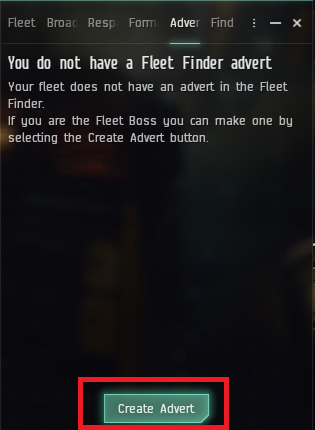 Fleet Broac Resp Form Adver Find
You do not have a Fleet Finder advert
Your fleet does not have an advert in the Fleet
Finder.
If you are the Fleet Boss you can make one by
selecting the Create Advert button.
Create Advert